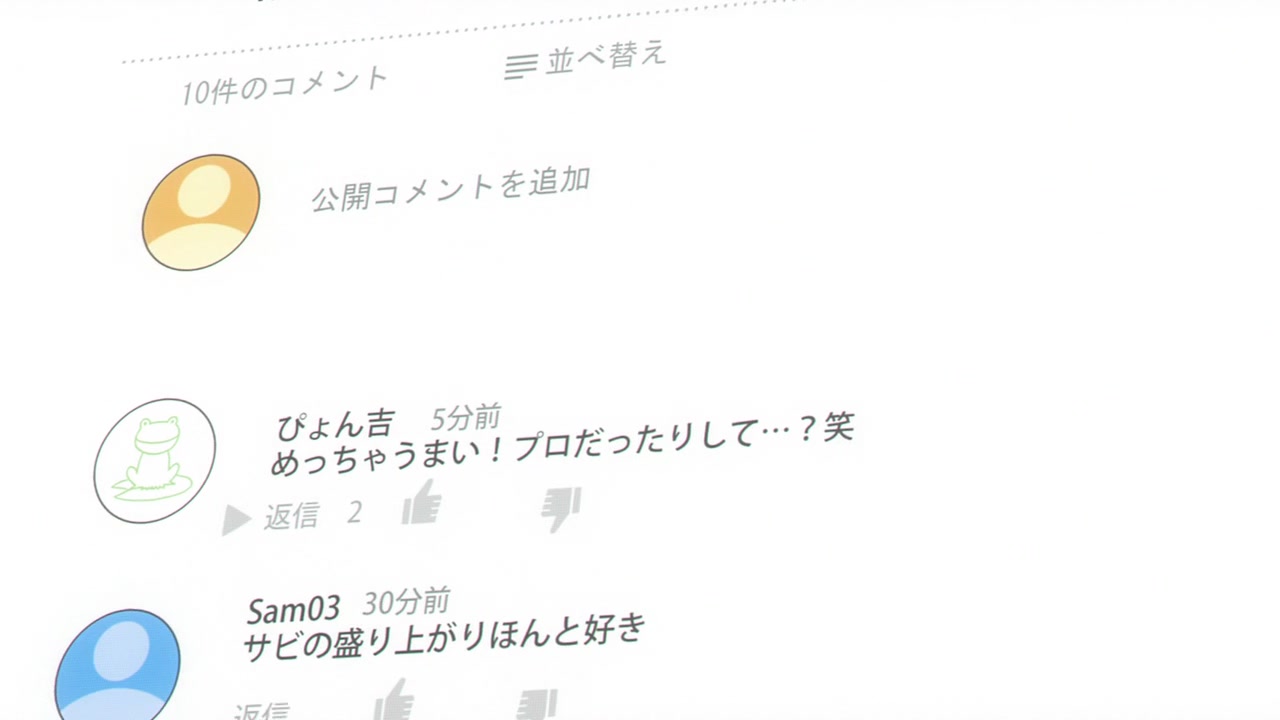 10件のコメント
並べ替え
公開コメントを追加
ぴょん吉 5分前
めっちゃうまい！プロだったりして…？笑
返信 2
Sam03 30分前
サビの盛り上がりほんと好き
返信